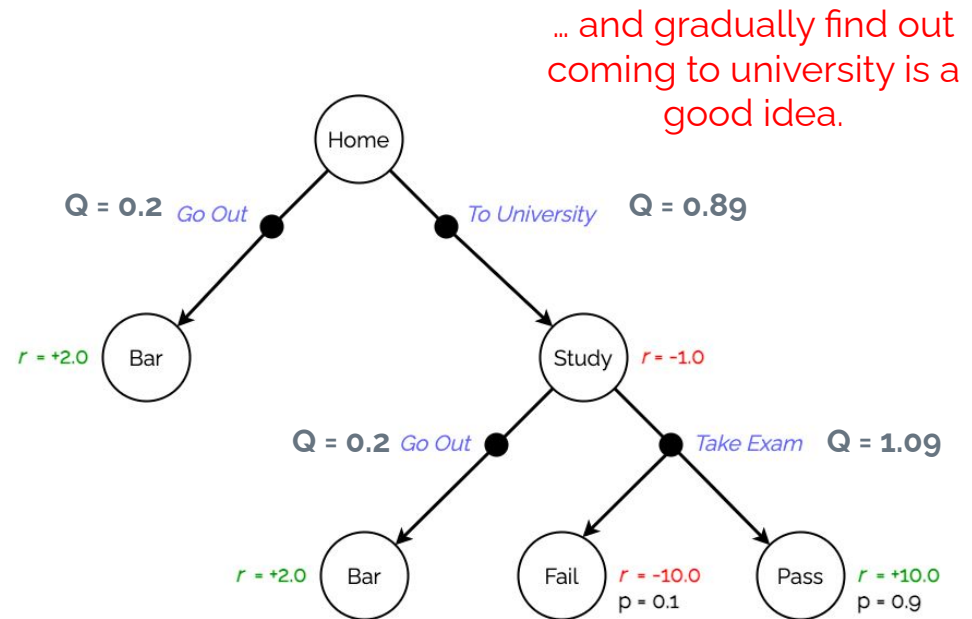 ... and gradually find out
coming to university is a
good idea.
Home
Q = 0.2 Go Out
To University Q = 0.89
r = +2.0 Bar
Study r = -1.0
Q = 0.2 Go Out
Take Exam Q = 1.09
r = +2.0 Bar
Fail r = -10.0
p = 0.1
Pass r = +10.0
p = 0.9